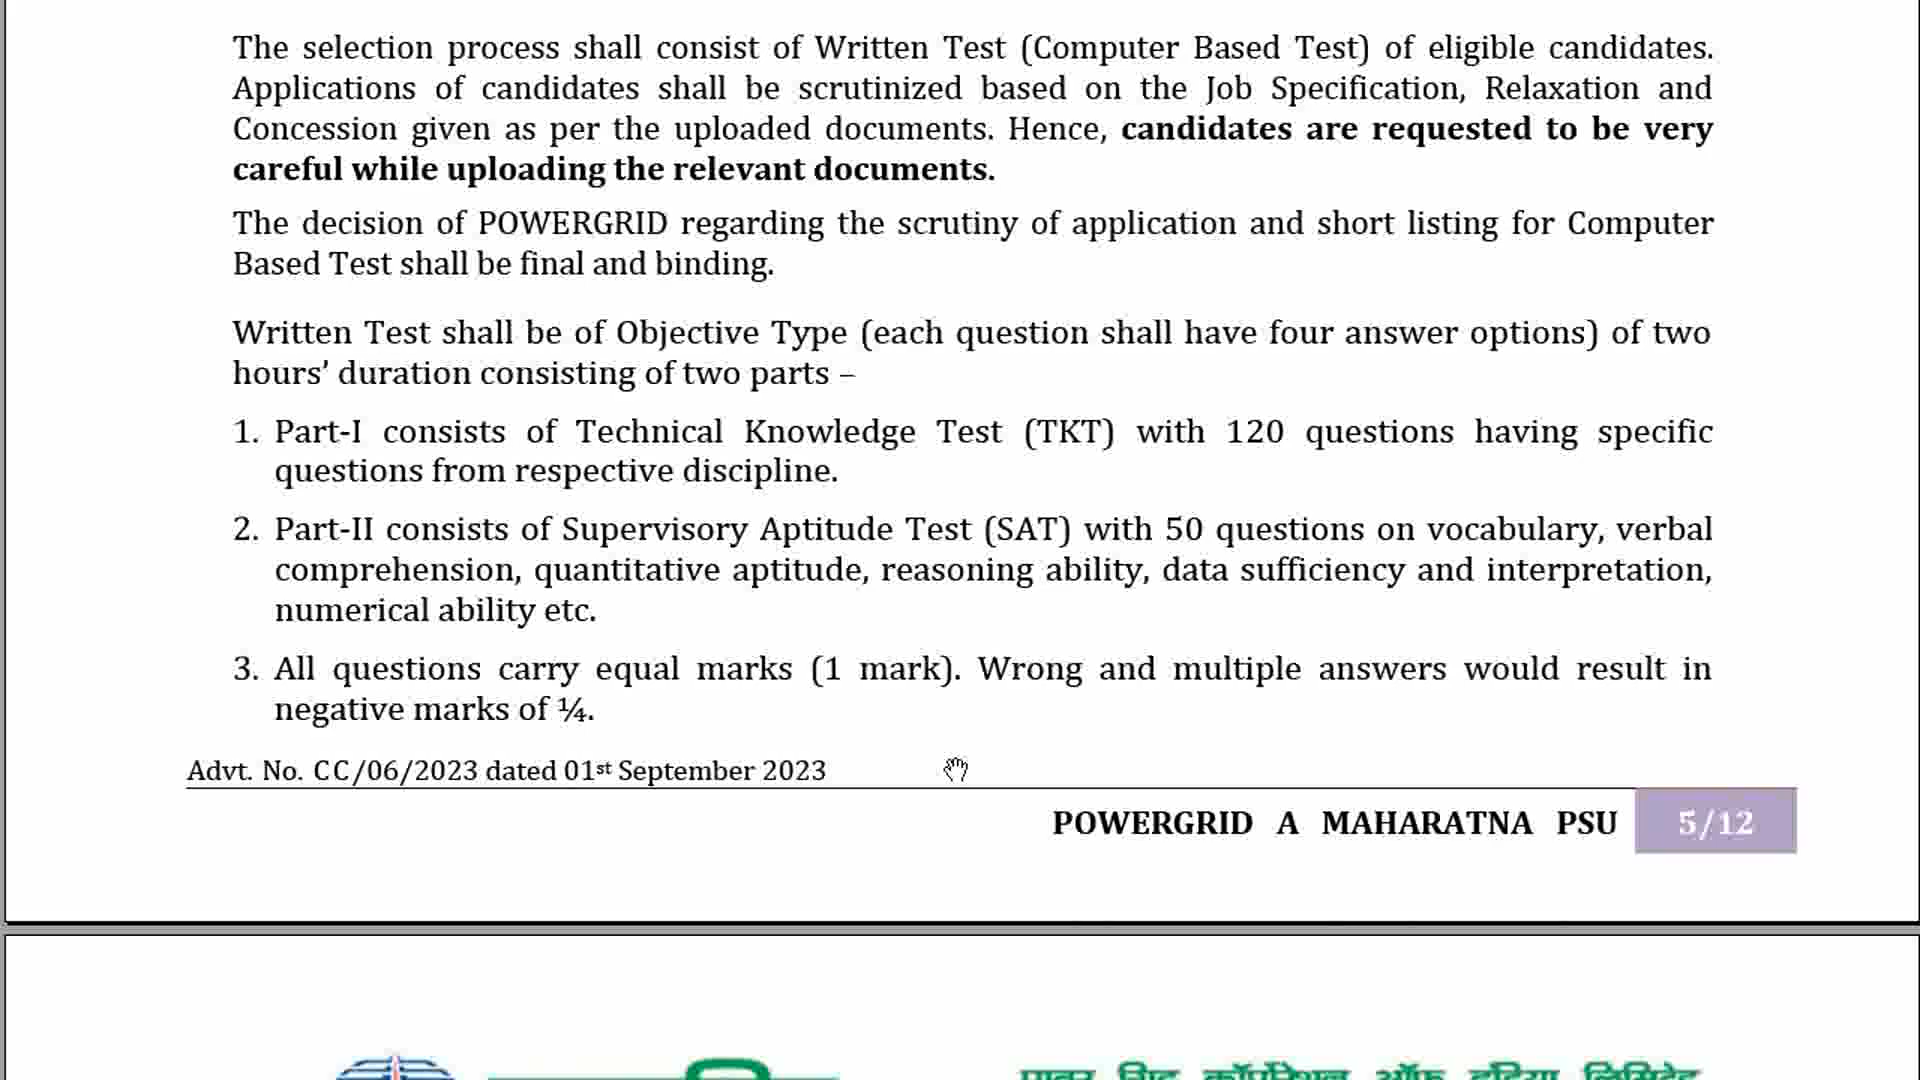 The selection process shall consist of Written Test (Computer Based Test) of eligible candidates.
Applications of candidates shall be scrutinized based on the Job Specification, Relaxation and
Concession given as per the uploaded documents. Hence, candidates are requested to be very
careful while uploading the relevant documents.
The decision of POWERGRID regarding the scrutiny of application and short listing for Computer
Based Test shall be final and binding.
Written Test shall be of Objective Type (each question shall have four answer options) of two
hours’ duration consisting of two parts –
1. Part-I consists of Technical Knowledge Test (TKT) with 120 questions having specific
questions from respective discipline.
2. Part-II consists of Supervisory Aptitude Test (SAT) with 50 questions on vocabulary, verbal
comprehension, quantitative aptitude, reasoning ability, data sufficiency and interpretation,
numerical ability etc.
3. All questions carry equal marks (1 mark). Wrong and multiple answers would result in
negative marks of ¼.
Advt. No. CC/06/2023 dated 01st September 2023
POWERGRID A MAHARATNA PSU 5/12
पावर ग्रिड कॉर्पोरेशन ऑफ इंडिया लिमिटेड